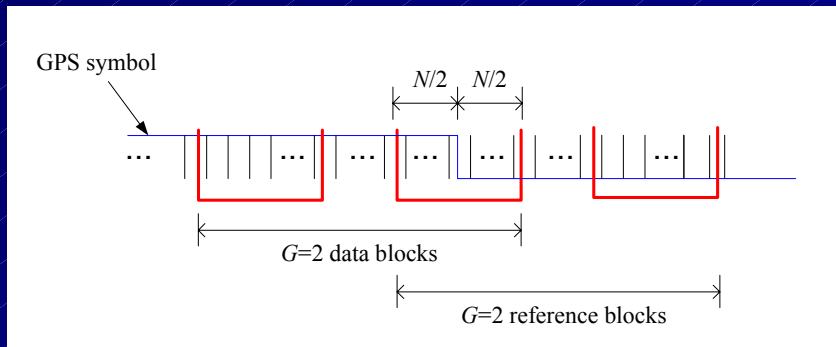 GPS symbol
N/2 N/2
... ... ... ... ... ... ...
G=2 data blocks
G=2 reference blocks